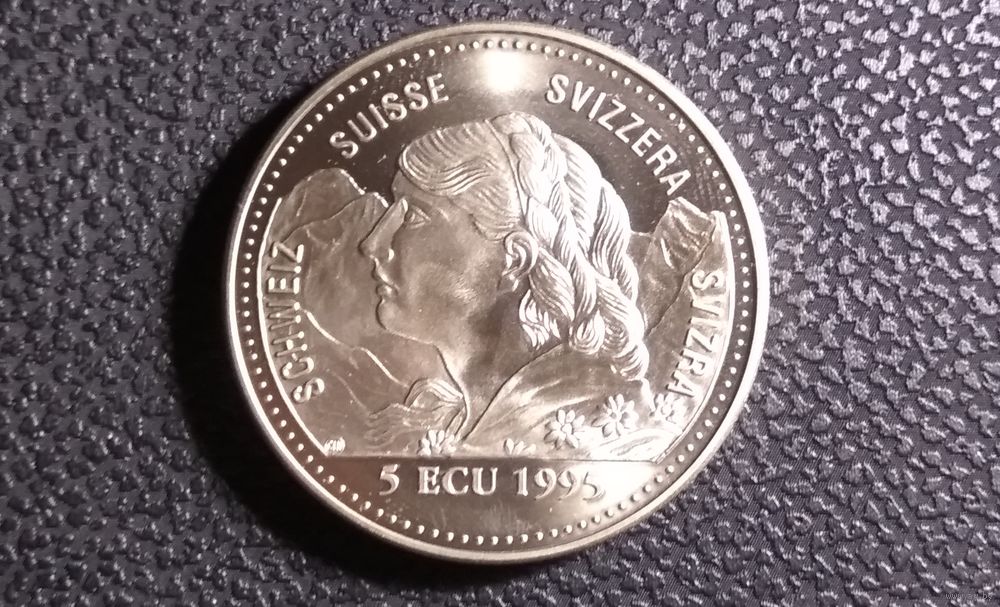 SCHWEIZ
SUISSE
SVIZZERA
SVIZRA
5 ECU 1995